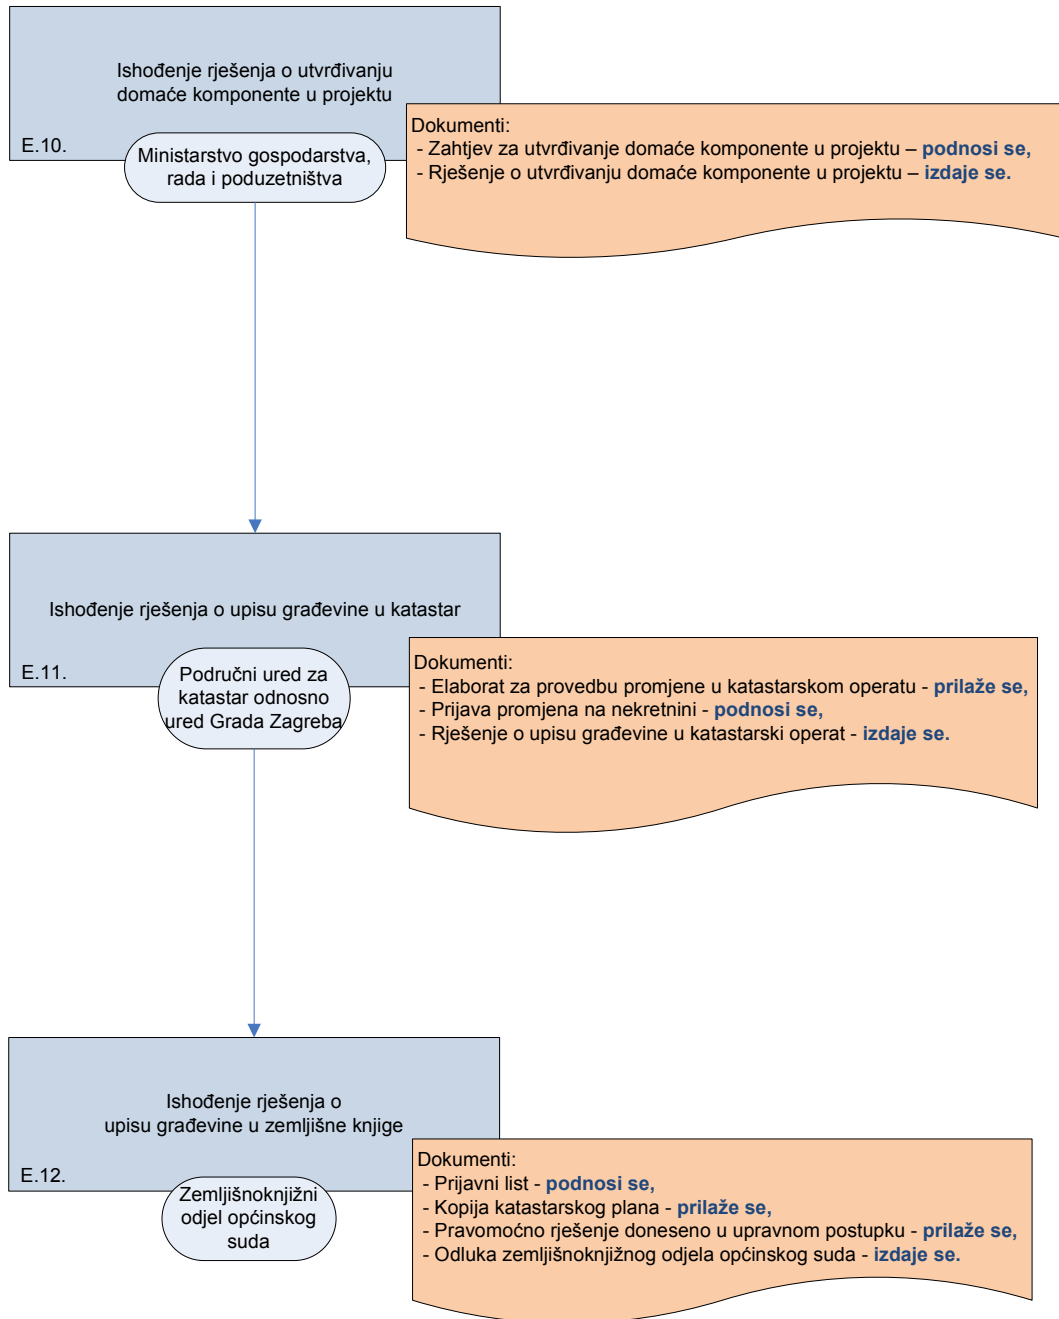 Ishođenje rješenja o utvrđivanju
domaće komponente u projektu
E.10.
Ministarstvo gospodarstva,
rada i poduzetništva
Dokumenti:
- Zahtjev za utvrđivanje domaće komponente u projektu – podnosi se,
- Rješenje o utvrđivanju domaće komponente u projektu – izdaje se.
Ishođenje rješenja o upisu građevine u katastar
E.11.
Područni ured za
katastar odnosno
ured Grada Zagreba
Dokumenti:
- Elaborat za provedbu promjene u katastarskom operatu - prilaže se,
- Prijava promjena na nekretnini - podnosi se,
- Rješenje o upisu građevine u katastarski operat - izdaje se.
Ishođenje rješenja o
upisu građevine u zemljišne knjige
E.12.
Zemljišnoknjižni
odjel općinskog
suda
Dokumenti:
- Prijavni list - podnosi se,
- Kopija katastarskog plana - prilaže se,
- Pravomoćno rješenje doneseno u upravnom postupku - prilaže se,
- Odluka zemljišnoknjižnog odjela općinskog suda - izdaje se.